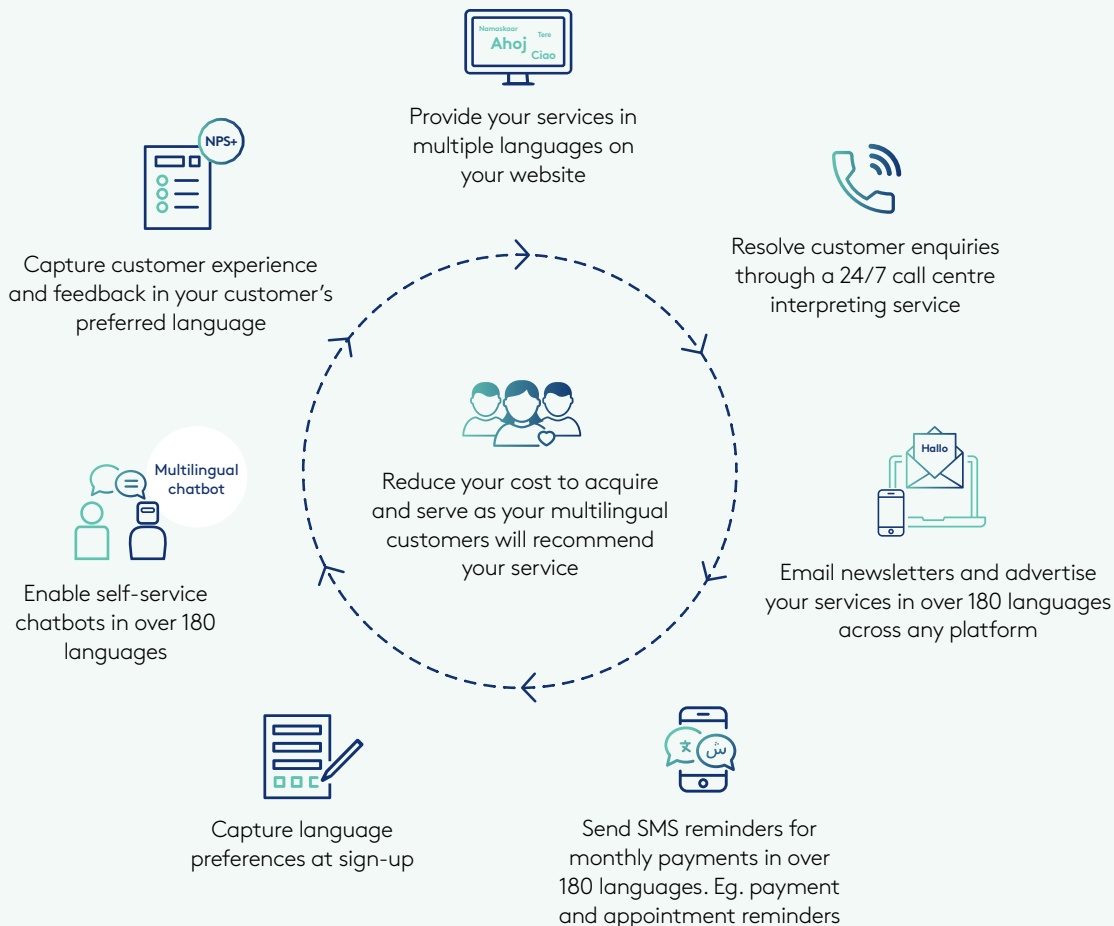 Namaskaar
Tere
Ahoj
Ciao
Provide your services in
multiple languages on
your website
Resolve customer enquiries
through a 24/7 call centre
interpreting service
Hallo
Email newsletters and advertise
your services in over 180 languages
across any platform
文
ش
Send SMS reminders for
monthly payments in over
180 languages. Eg. payment
and appointment reminders
Capture language
preferences at sign-up
Multilingual
chatbot
Enable self-service
chatbots in over 180
languages
NPS+
Capture customer experience
and feedback in your customer’s
preferred language
Reduce your cost to acquire
and serve as your multilingual
customers will recommend
your service